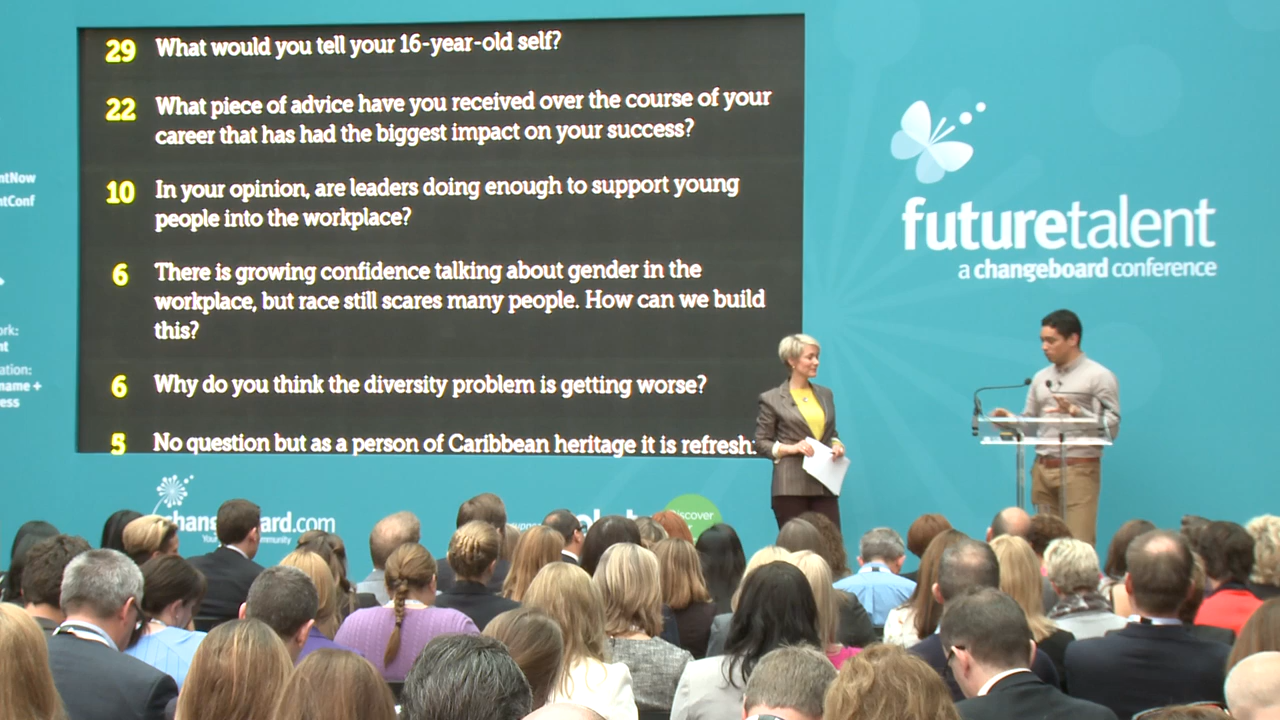 29 What would you tell your 16-year-old self?
22 What piece of advice have you received over the course of your
career that has had the biggest impact on your success?
10 In your opinion, are leaders doing enough to support young
people into the workplace?
6 There is growing confidence talking about gender in the
workplace, but race still scares many people. How can we build
this?
6 Why do you think the diversity problem is getting worse?
5 No question but as a person of Caribbean heritage it is refresh
futuretalent
a changeboard conference
ntNow
ntConf
ork:
nt
ation:
name +
ess
.com
Discover